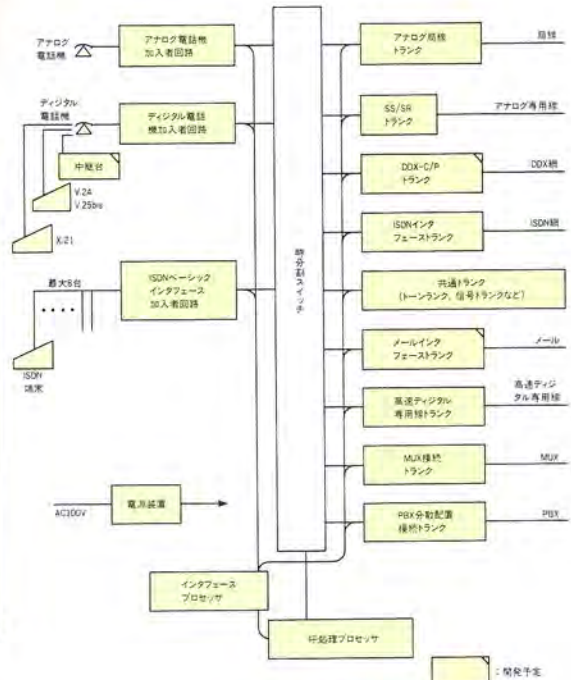 アナログ
電話機
アナログ電話機
加入者回路
ディジタル
電話機
ディジタル電話
機加入者回路
中継台
V.24
V.25bis
X.21
最大8台
ISDNベーシック
インタフェース
加入者回路
ISDN
端末
AC100V
電源装置
インタフェース
プロセッサ
呼処理プロセッサ
時分割スイッチ
アナログ局線
トランク
局線
SS/SR
トランク
アナログ専用線
DDX-C/P
トランク
DDX網
ISDNインタ
フェーストランク
ISDN網
共通トランク
(トーンランク, 信号トランクなど)
メールインタ
フェーストランク
メール
高速ディジタル
専用線トランク
高速ディジ
タル専用線
MUX接続
トランク
MUX
PBX分散配置
接続トランク
PBX
:開発予定